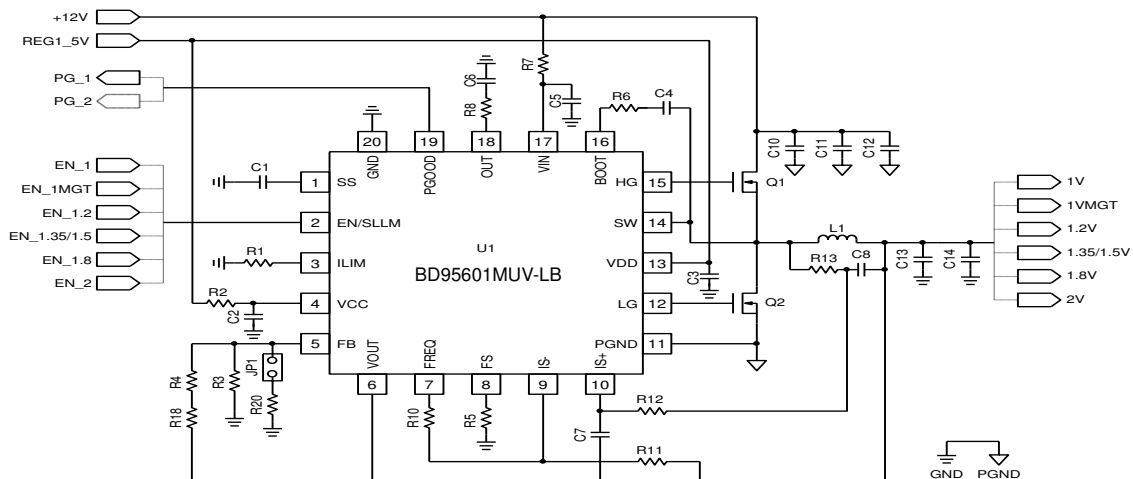 +12V
REG1_5V
PG_1
PG_2
EN_1
EN_1MGT
EN_1.2
EN_1.35/1.5
EN_1.8
EN_2
C6
R8
R7
C5
R6
C4
20
19
18
17
16
GND
PGOOD
OUT
VIN
BOOT
C10
C11
C12
C1
1
SS
HG
15
Q1
2
EN/SLLM
SW
14
R1
3
ILIM
U1
BD95601MUV-LB
VDD
13
C3
L1
R13
C8
C13
C14
1V
1VMGT
1.2V
1.35/1.5V
1.8V
2V
R2
C2
4
VCC
LG
12
Q2
5
FB
PGND
11
VOUT
FREQ
FS
IS-
IS+
6
7
8
9
10
R4
R18
R3
JP1
R20
R10
R5
C7
R12
R11
GND
PGND